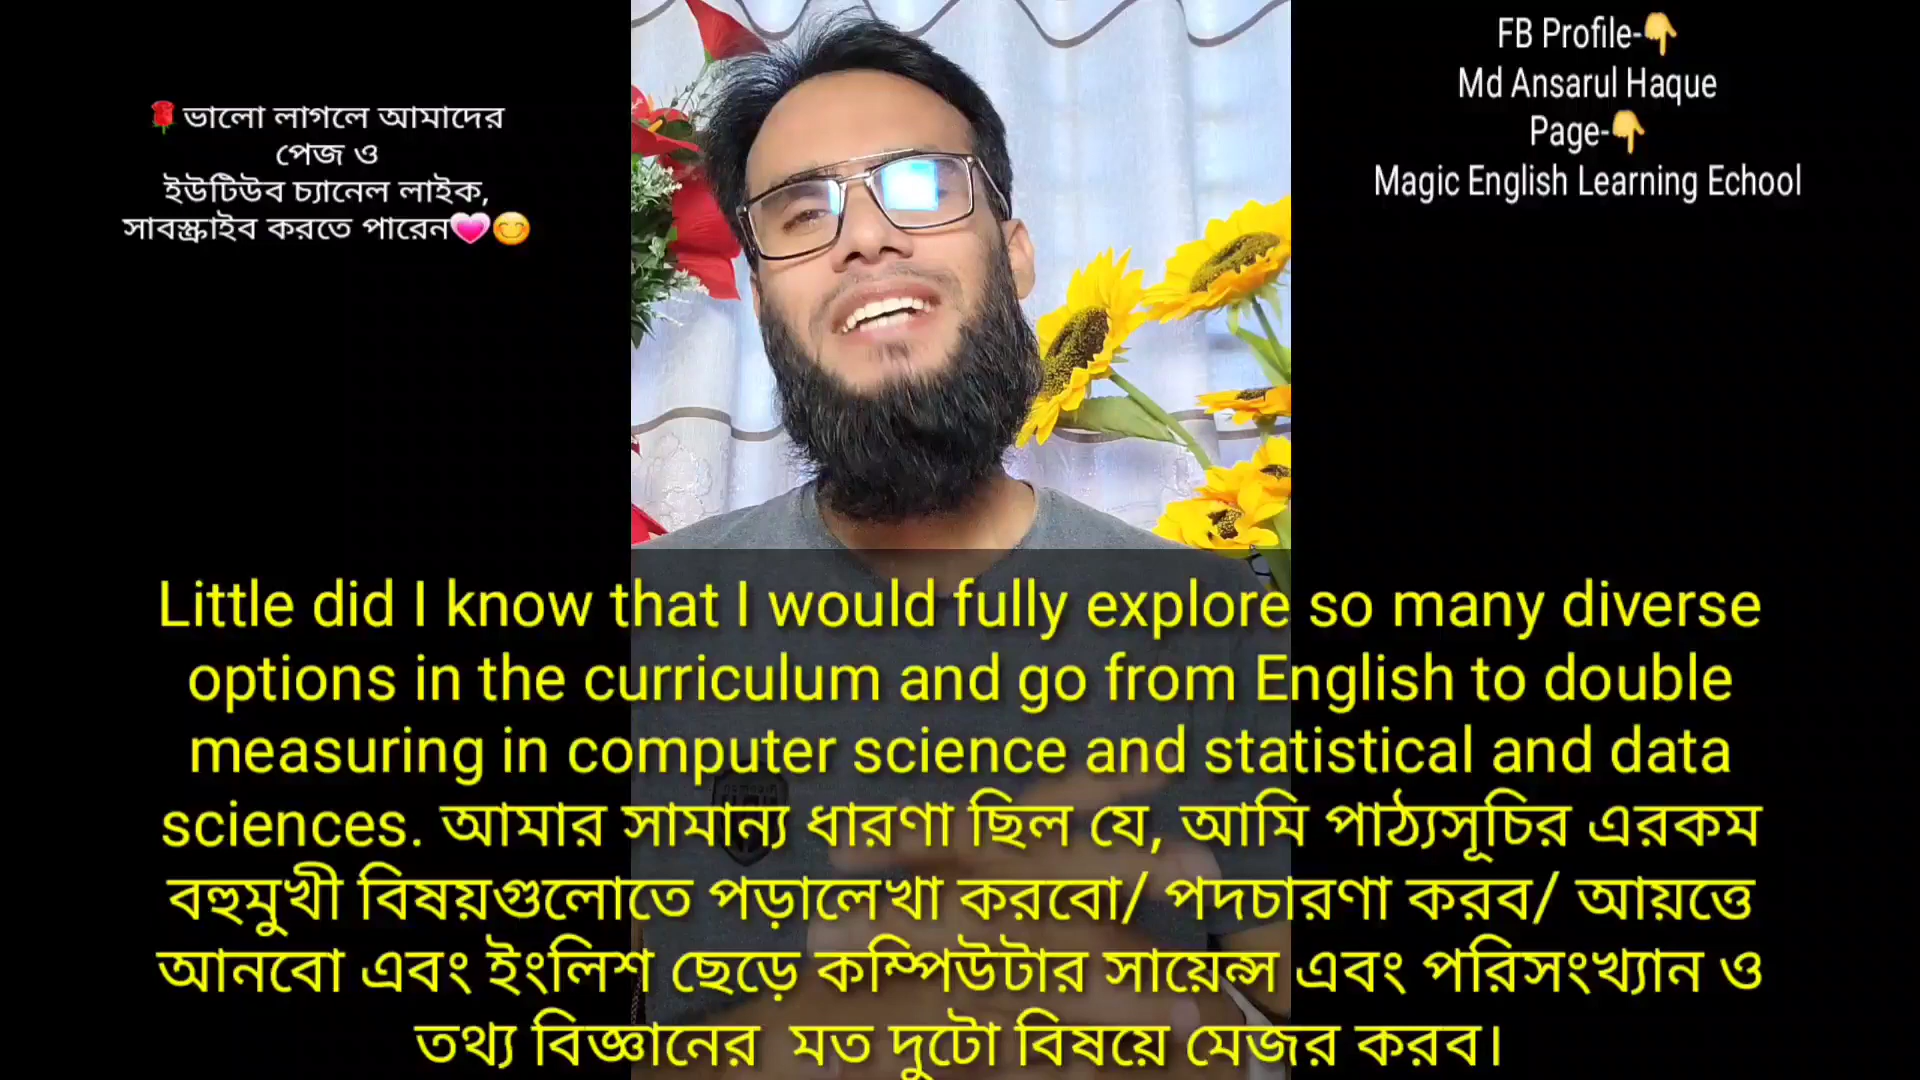 🌹ভালো লাগলে আমাদের
পেজ ও
ইউটিউব চ্যানেল লাইক,
সাবস্ক্রাইব করতে পারেন💗😊
FB Profile-👇
Md Ansarul Haque
Page-👇
Magic English Learning Echool
Little did I know that I would fully explore so many diverse
options in the curriculum and go from English to double
measuring in computer science and statistical and data
sciences. আমার সামান্য ধারণা ছিল যে, আমি পাঠ্যসূচির এরকম
বহুমুখী বিষয়গুলোতে পড়ালেখা করবো/ পদচারণা করব/ আয়ত্তে
আনবো এবং ইংলিশ ছেড়ে কম্পিউটার সায়েন্স এবং পরিসংখ্যান ও
তথ্য বিজ্ঞানের  মত দুটো বিষয়ে মেজর করব।